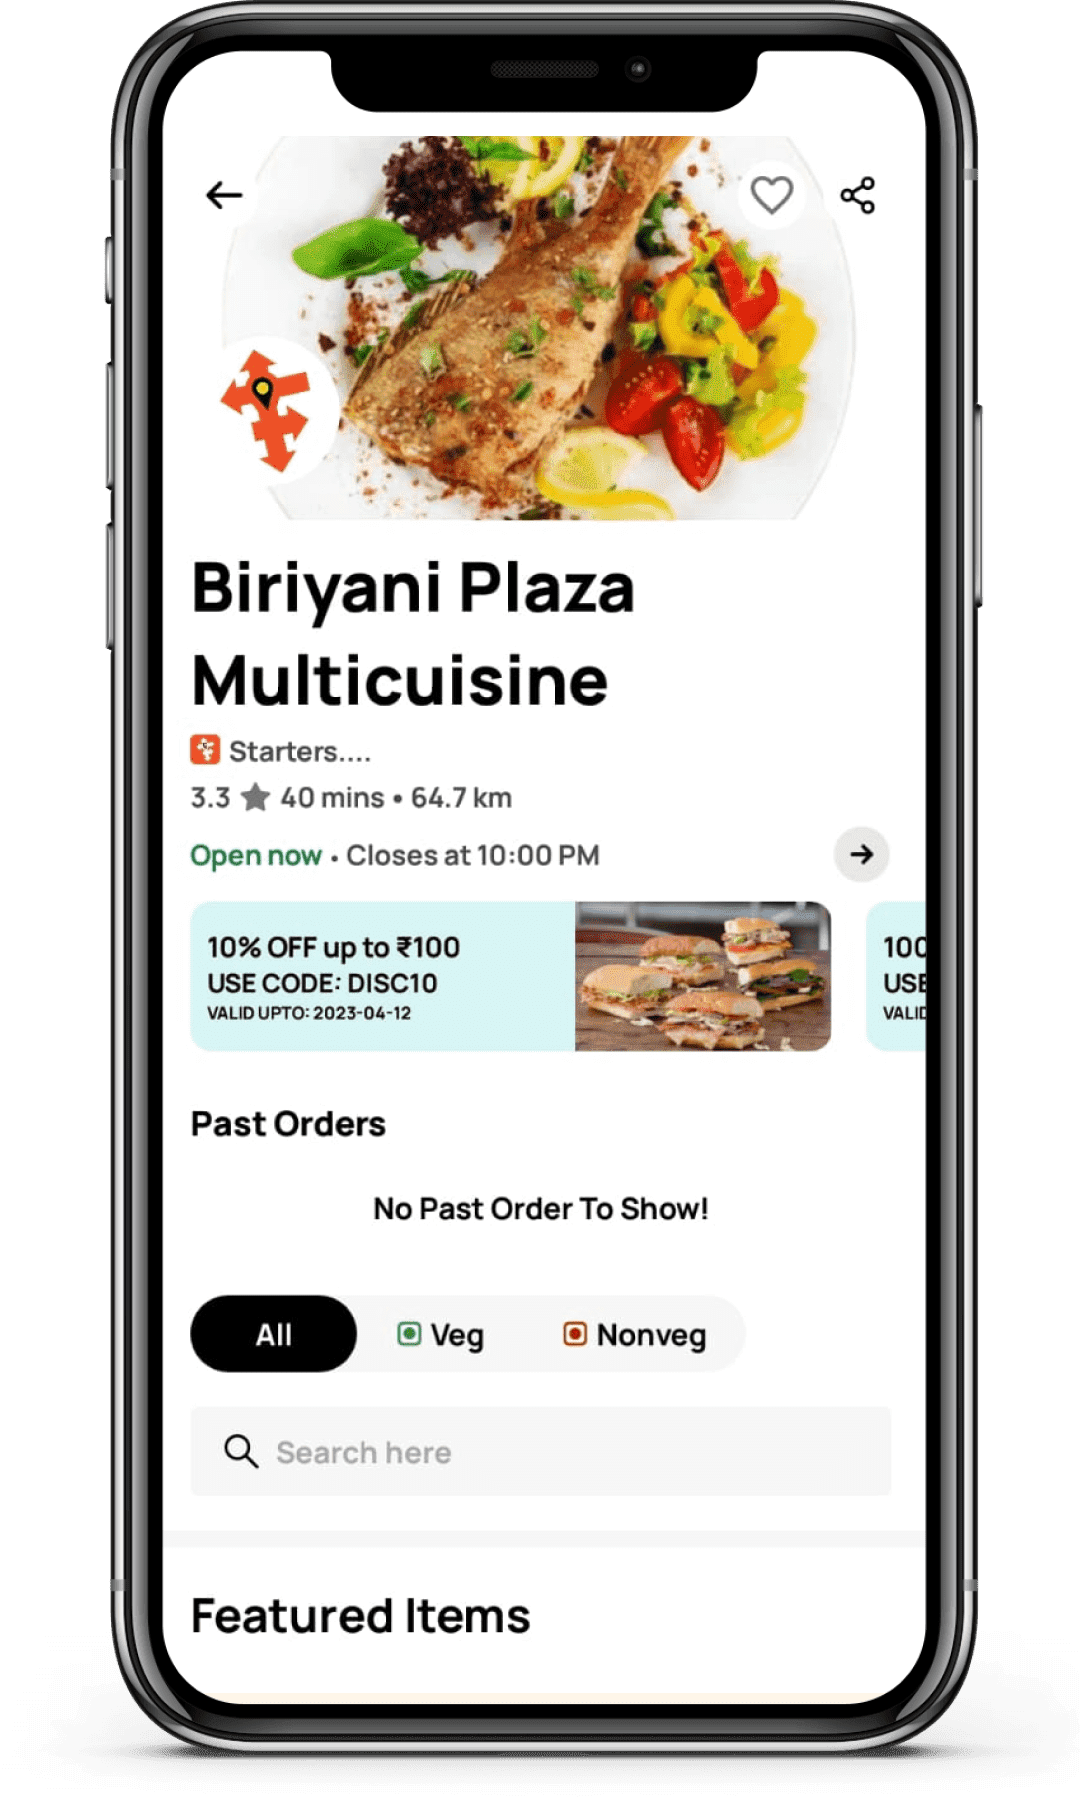 Biriyani Plaza
Multicuisine
Starters....
3.3 ★ 40 mins • 64.7 km
Open now • Closes at 10:00 PM
10% OFF up to ₹100
USE CODE: DISC10
VALID UPTO: 2023-04-12
100
USE
VALID
Past Orders
No Past Order To Show!
All
Veg
Nonveg
Search here
Featured Items